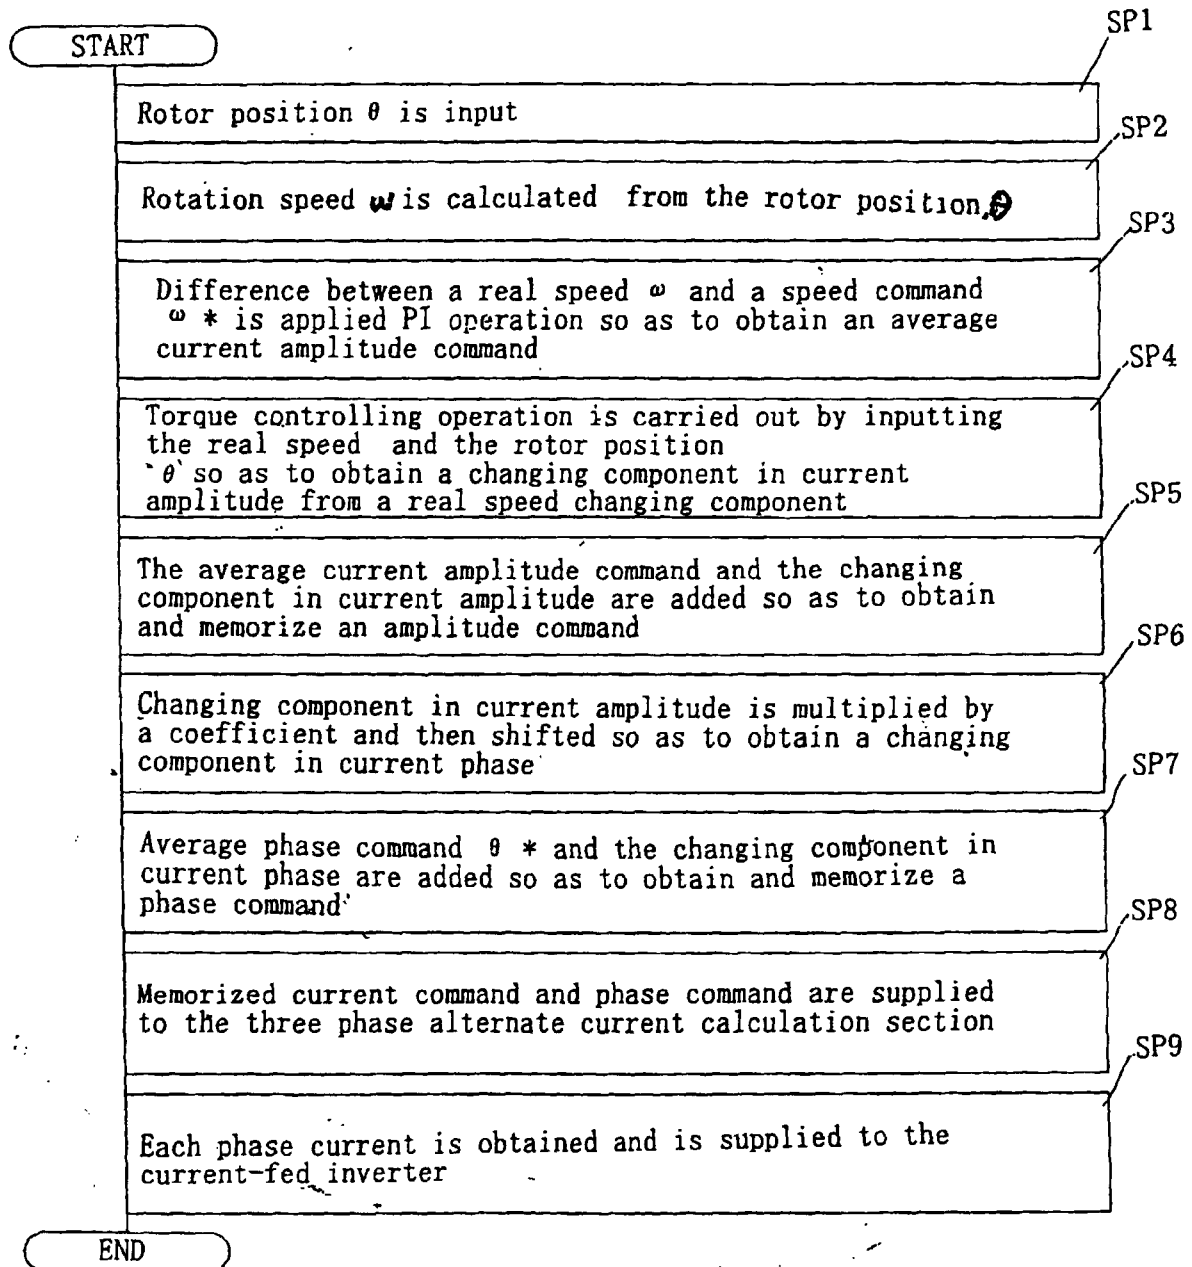 START
SP1
Rotor position θ is input
SP2
Rotation speed ω is calculated from the rotor position θ
SP3
Difference between a real speed ω and a speed command
ω * is applied PI operation so as to obtain an average
current amplitude command
SP4
Torque controlling operation is carried out by inputting
the real speed and the rotor position
θ so as to obtain a changing component in current
amplitude from a real speed changing component
SP5
The average current amplitude command and the changing
component in current amplitude are added so as to obtain
and memorize an amplitude command
SP6
Changing component in current amplitude is multiplied by
a coefficient and then shifted so as to obtain a changing
component in current phase
SP7
Average phase command θ * and the changing component in
current phase are added so as to obtain and memorize a
phase command
SP8
Memorized current command and phase command are supplied
to the three phase alternate current calculation section
SP9
Each phase current is obtained and is supplied to the
current-fed inverter
END